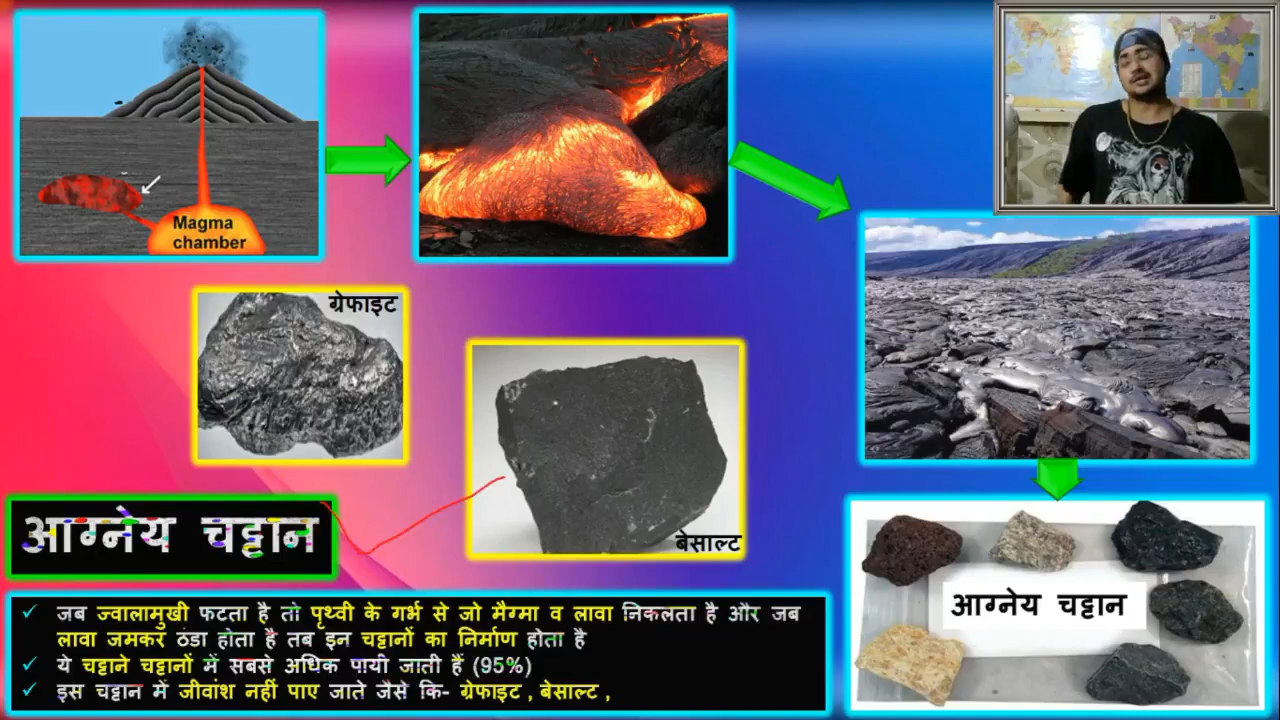 Magma
chamber
ग्रेफाइट
बेसाल्ट
आग्नेय चट्टान
आग्नेय चट्टान
जब ज्वालामुखी फटता है तो पृथ्वी के गर्भ से जो मैग्मा व लावा निकलता है और जब
लावा जमकर ठंडा होता है तब इन चट्टानों का निर्माण होता है
ये चट्टाने चट्टानों में सबसे अधिक पायी जाती हैं (95%)
इस चट्टान में जीवांश नहीं पाए जाते जैसे कि- ग्रेफाइट , बेसाल्ट ,